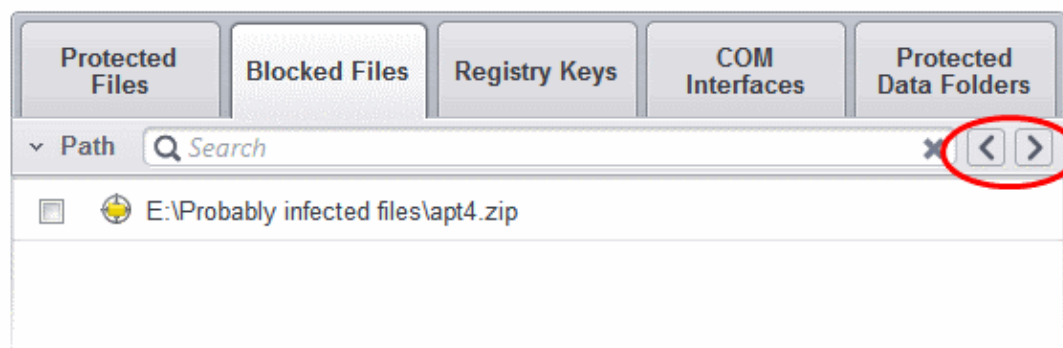 Protected
Files
Blocked Files
Registry Keys
COM
Interfaces
Protected
Data Folders
Path
Search
E:\Probably infected files\apt4.zip